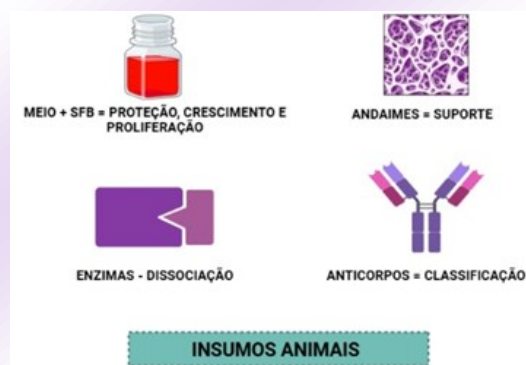 MEIO + SFB = PROTEÇÃO, CRESCIMENTO E
PROLIFERAÇÃO
ANDAIMES = SUPORTE
ENZIMAS - DISSOCIAÇÃO
ANTICORPOS = CLASSIFICAÇÃO
INSUMOS ANIMAIS